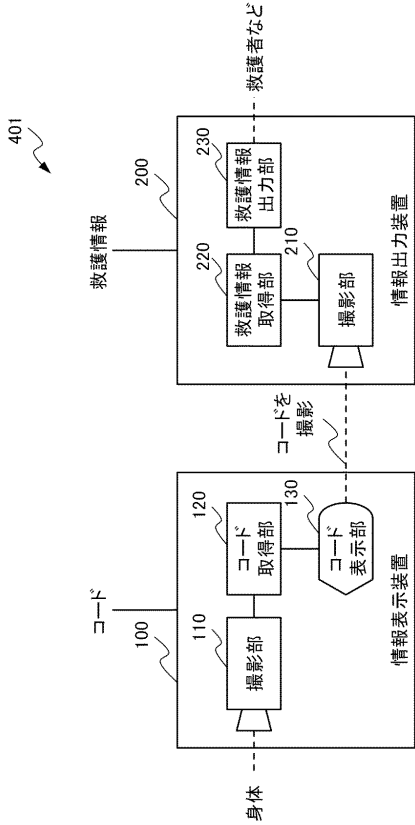 401
コード
100
身体
110
撮影部
120
コード
取得部
130
コード
表示部
情報表示装置
コードを
撮影
救護情報
200
210
撮影部
220
救護情報
取得部
230
救護情報
出力部
情報出力装置
救護者など